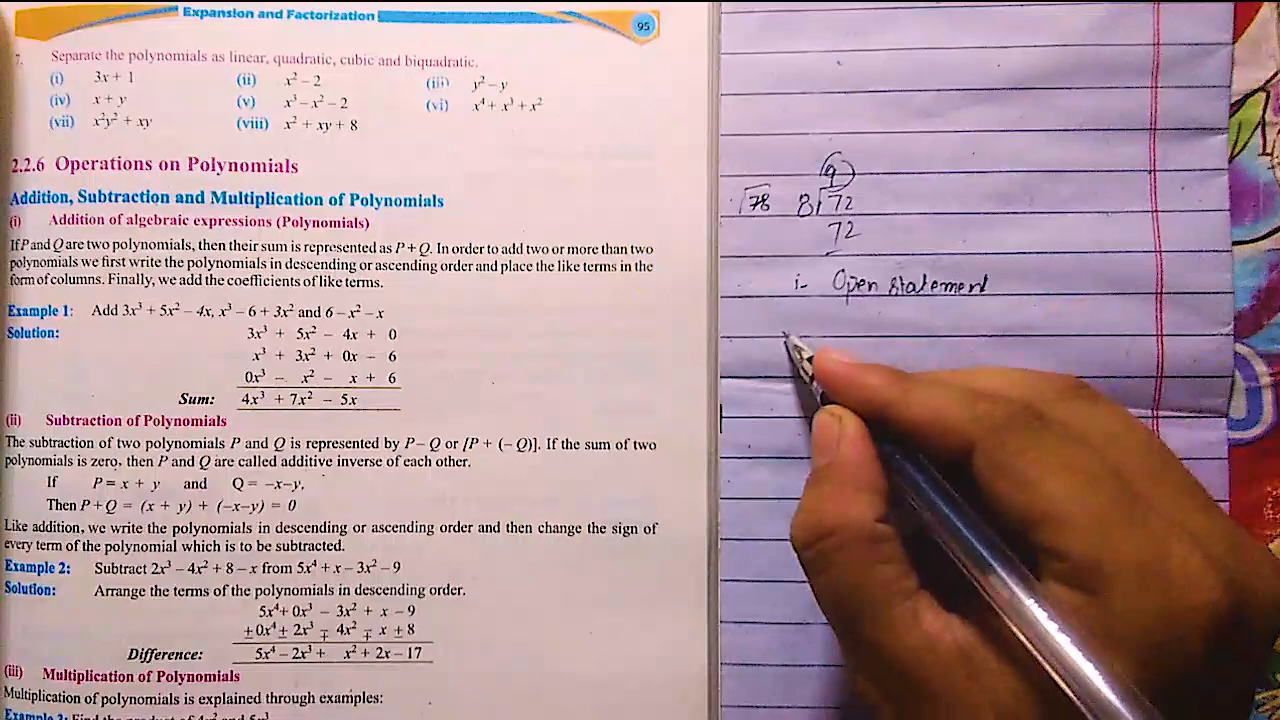 Expansion and Factorization
95
7. Separate the polynomials as linear, quadratic, cubic and biquadratic.
(i) 3x + 1 (ii) x² – 2 (iii) y² – y
(iv) x + y (v) x³ – x² – 2 (vi) x⁴ + x³ + x²
(vii) x²y² + xy (viii) x² + xy + 8
2.2.6 Operations on Polynomials
Addition, Subtraction and Multiplication of Polynomials
(i) Addition of algebraic expressions (Polynomials)
If P and Q are two polynomials, then their sum is represented as P + Q. In order to add two or more than two
polynomials we first write the polynomials in descending or ascending order and place the like terms in the
form of columns. Finally, we add the coefficients of like terms.
Example 1: Add 3x³ + 5x² – 4x, x³ – 6 + 3x² and 6 – x² – x
Solution: 3x³ + 5x² – 4x + 0
x³ + 3x² + 0x – 6
0x³ – x² – x + 6
Sum: 4x³ + 7x² – 5x
(ii) Subtraction of Polynomials
The subtraction of two polynomials P and Q is represented by P – Q or [P + (– Q)]. If the sum of two
polynomials is zero, then P and Q are called additive inverse of each other.
If P = x + y and Q = –x–y,
Then P + Q = (x + y) + (–x–y) = 0
Like addition, we write the polynomials in descending or ascending order and then change the sign of
every term of the polynomial which is to be subtracted.
Example 2: Subtract 2x³ – 4x² + 8 – x from 5x⁴ + x – 3x² – 9
Solution: Arrange the terms of the polynomials in descending order.
5x⁴+ 0x³ – 3x² + x – 9
±0x⁴ ± 2x³ ∓ 4x² ∓ x ± 8
Difference: 5x⁴ – 2x³ + x² + 2x – 17
(iii) Multiplication of Polynomials
Multiplication of polynomials is explained through examples:
Example 3: Find the product of 4x² and 5x³
9
√78 8 72
72
i- Open statement